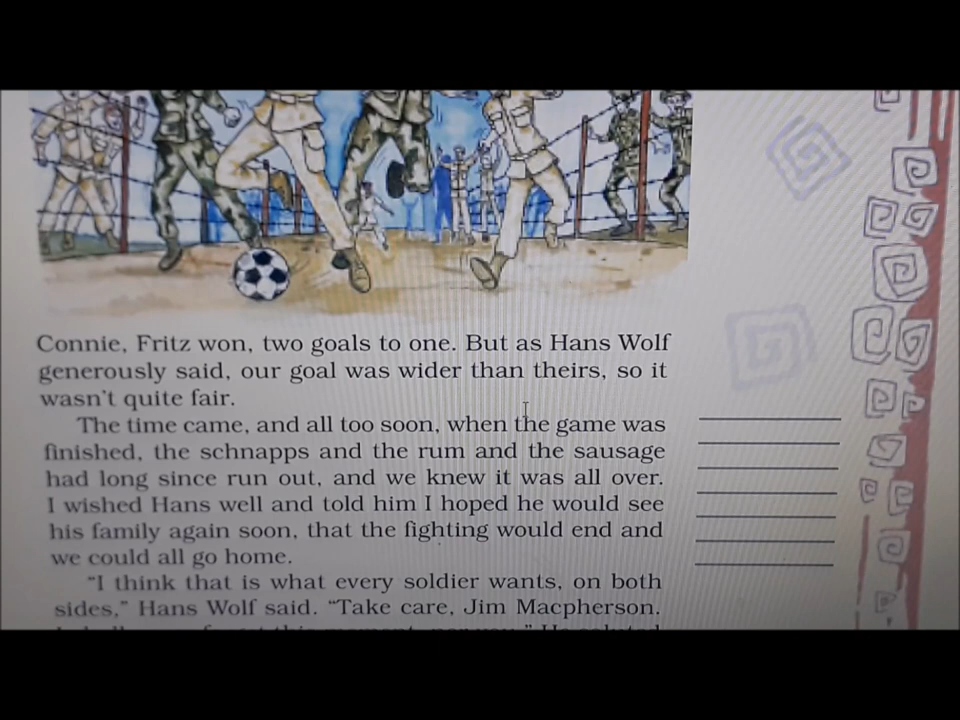 Connie, Fritz won, two goals to one. But as Hans Wolf
generously said, our goal was wider than theirs, so it
wasn't quite fair.
The time came, and all too soon, when the game was
finished, the schnapps and the rum and the sausage
had long since run out, and we knew it was all over.
I wished Hans well and told him I hoped he would see
his family again soon, that the fighting would end and
we could all go home.
"I think that is what every soldier wants, on both
sides," Hans Wolf said. "Take care, Jim Macpherson.